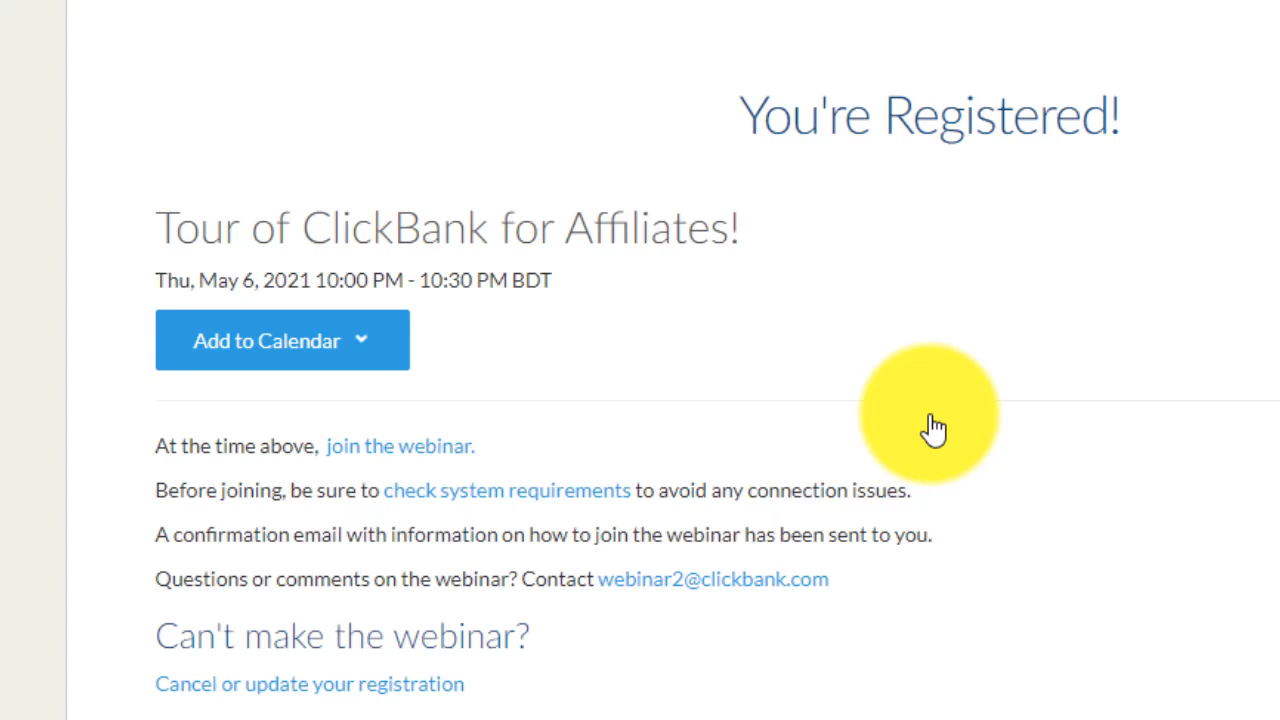 You're Registered!
Tour of ClickBank for Affiliates!
Thu, May 6, 2021 10:00 PM - 10:30 PM BDT
Add to Calendar
At the time above, join the webinar.
Before joining, be sure to check system requirements to avoid any connection issues.
A confirmation email with information on how to join the webinar has been sent to you.
Questions or comments on the webinar? Contact webinar2@clickbank.com
Can't make the webinar?
Cancel or update your registration